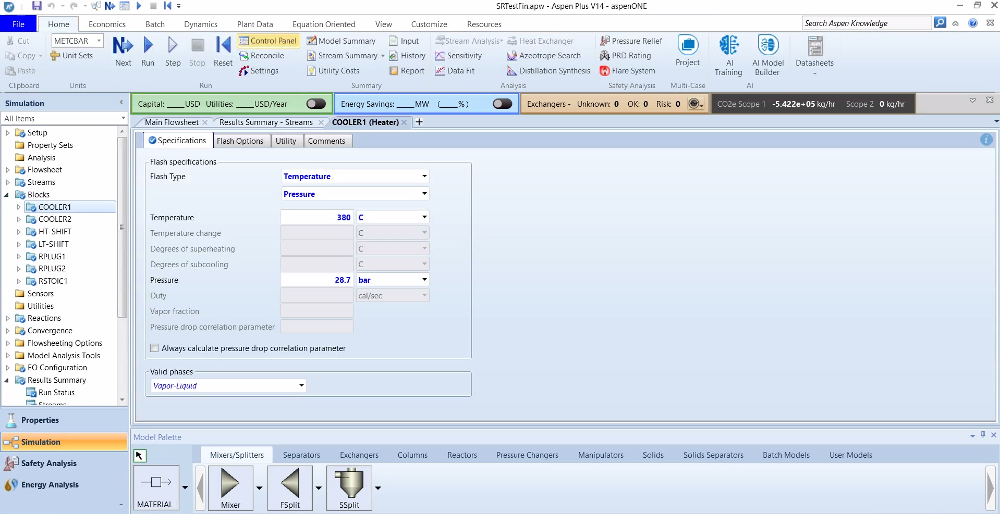 SRTestFin.apw - Aspen Plus V14 - aspenONE
File Home Economics Batch Dynamics Plant Data Equation Oriented View Customize Resources Search Aspen Knowledge
Cut METCBAR Control Panel Model Summary Input Stream Analysis Heat Exchanger Pressure Relief
Copy Unit Sets Reconcile Stream Summary History Sensitivity Azeotrope Search PRD Rating
Paste Next Run Step Stop Reset Settings Utility Costs Report Data Fit Distillation Synthesis Flare System Project AI Training AI Model Builder Datasheets
Clipboard Units Run Summary Analysis Safety Analysis Multi-Case AI
Simulation Capital: _____USD Utilities: _____USD/Year Energy Savings: _____MW (_____%) Exchangers - Unknown: 0 OK: 0 Risk: 0 CO2e Scope 1 -5.422e+05 kg/hr Scope 2 0 kg/hr
All Items
Main Flowsheet Results Summary - Streams COOLER1 (Heater)
Setup
Property Sets
Analysis
Flowsheet
Streams
Blocks
COOLER1
COOLER2
HT-SHIFT
LT-SHIFT
RPLUG1
RPLUG2
RSTOIC1
Sensors
Utilities
Reactions
Convergence
Flowsheeting Options
Model Analysis Tools
EO Configuration
Results Summary
Run Status
Streams
Properties
Simulation
Safety Analysis
Energy Analysis
Specifications Flash Options Utility Comments
Flash specifications
Flash Type Temperature
Pressure
Temperature 380 C
Temperature change C
Degrees of superheating C
Degrees of subcooling C
Pressure 28.7 bar
Duty cal/sec
Vapor fraction
Pressure drop correlation parameter
Always calculate pressure drop correlation parameter
Valid phases
Vapor-Liquid
Model Palette
Mixers/Splitters Separators Exchangers Columns Reactors Pressure Changers Manipulators Solids Solids Separators Batch Models User Models
MATERIAL Mixer FSplit SSplit